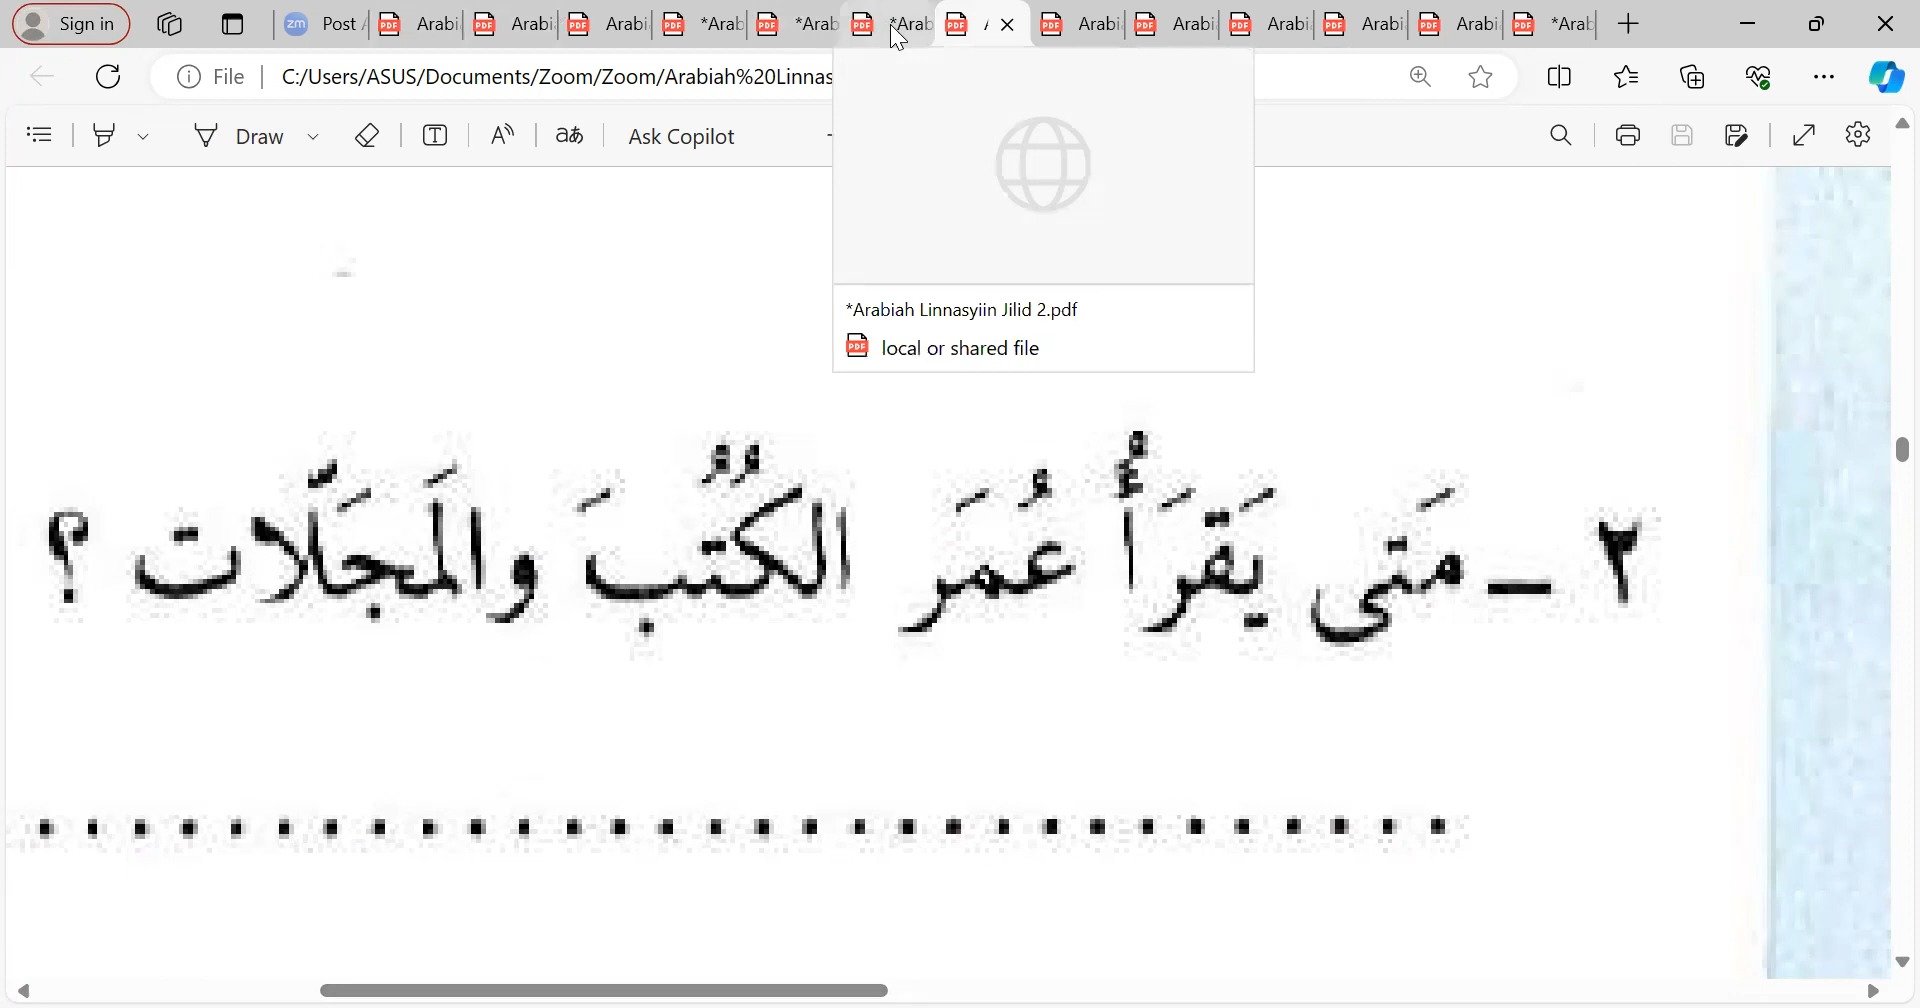 Sign in
Post A
Arabi
Arabi
Arabi
*Arab
*Arab
*Arab
Arabi
Arabi
Arabi
Arabi
Arabi
*Arab
File
C:/Users/ASUS/Documents/Zoom/Zoom/Arabiah%20Linnas
Draw
Ask Copilot
*Arabiah Linnasyiin Jilid 2.pdf
PDF local or shared file
٢ - مَتَى يَقْرَأُ عُمَر الكُتُبَ والمَجَلَّات ؟